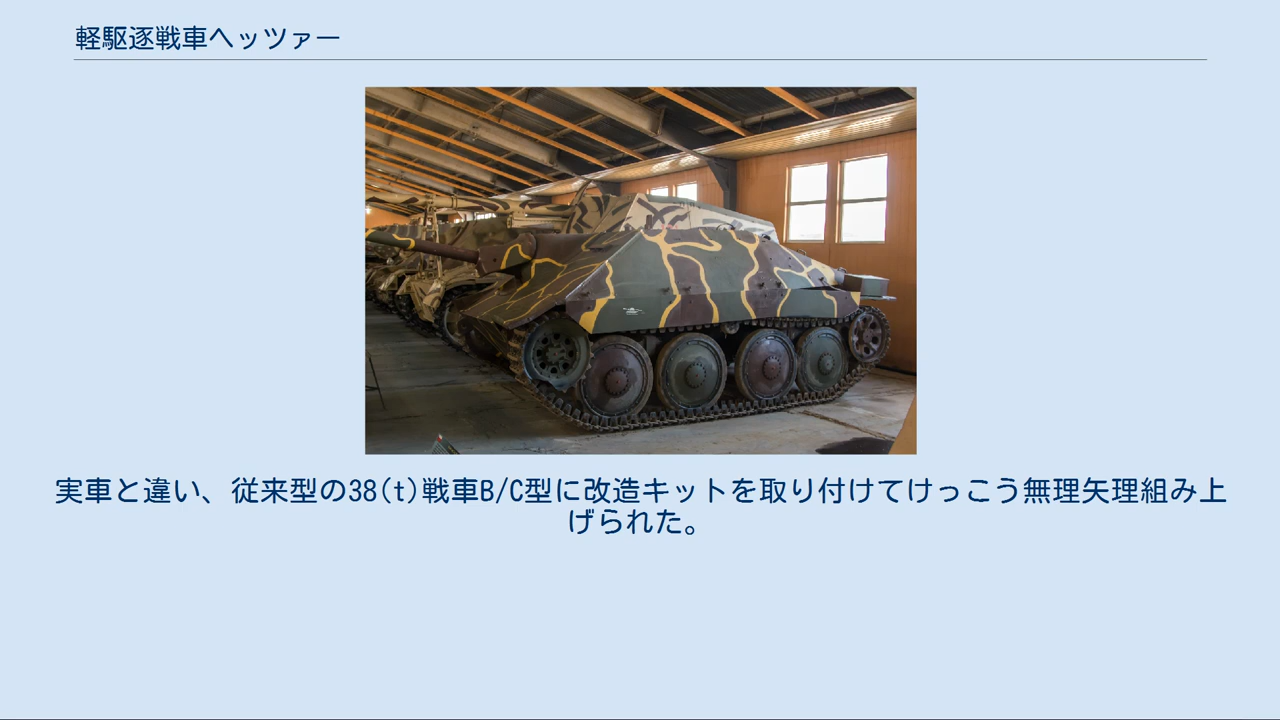 軽駆逐戦車ヘッツァー
実車と違い、従来型の38(t)戦車B/C型に改造キットを取り付けてけっこう無理矢理組み上
げられた。